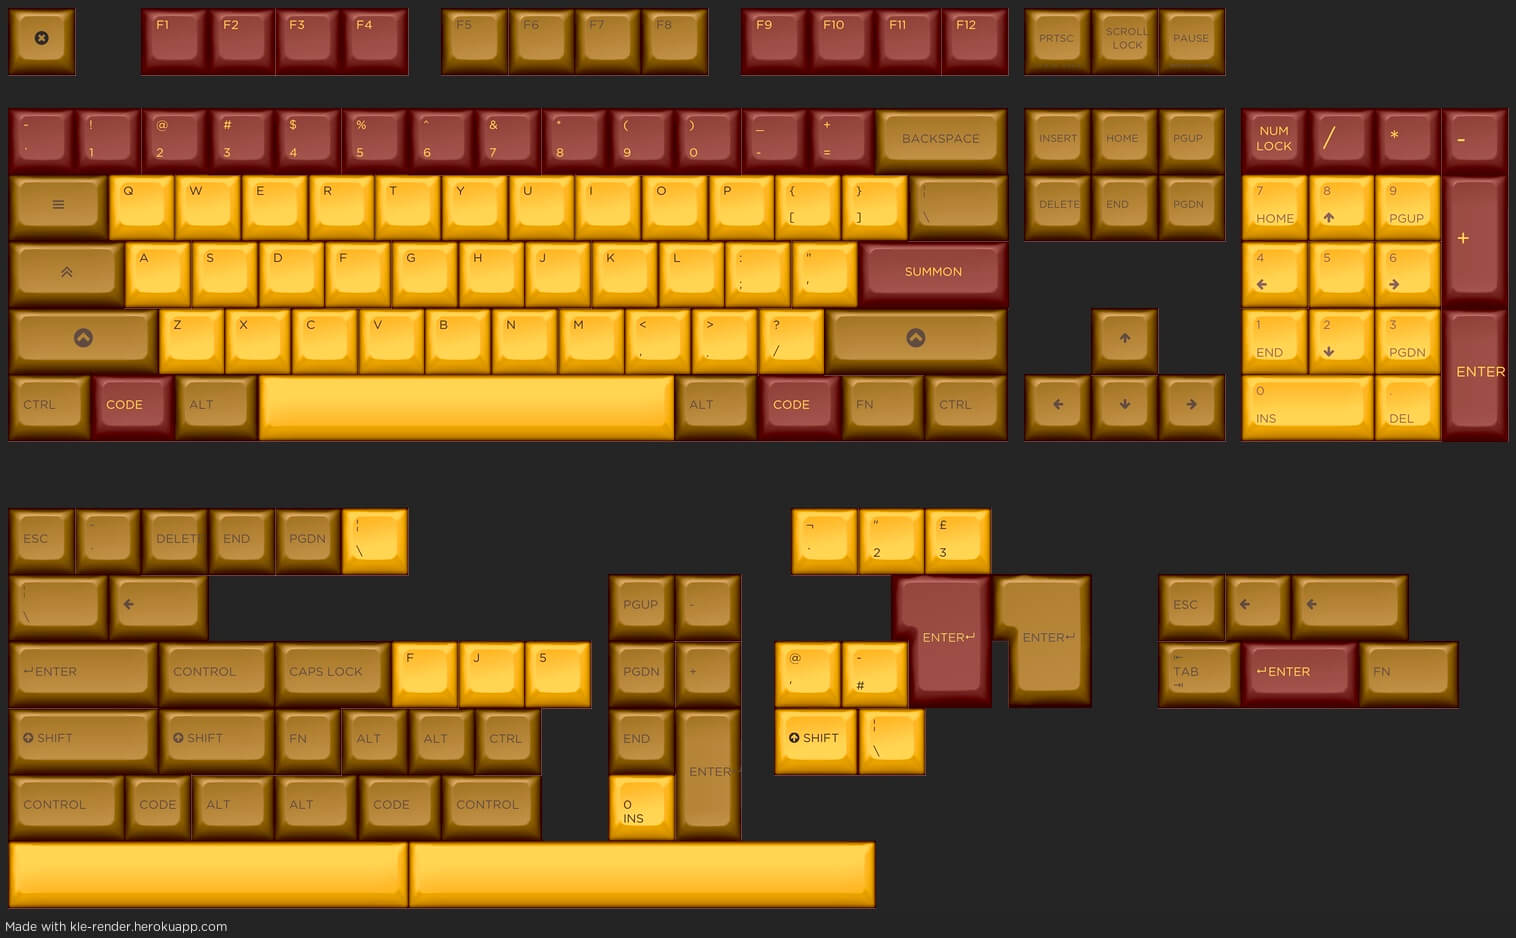 F1 F2 F3 F4 F5 F6 F7 F8 F9 F10 F11 F12 PRTSC SCROLL LOCK PAUSE
- ! @ # $ % ^ & * ( ) _ + BACKSPACE INSERT HOME PGUP NUM LOCK / * -
` 1 2 3 4 5 6 7 8 9 0 - =
Q W E R T Y U I O P { } ¦ DELETE END PGDN 7 8 9 +
[ ] \ HOME ↑ PGUP
A S D F G H J K L : " SUMMON 4 5 6
; ' ← →
Z X C V B N M < > ? ↑ 1 2 3 ENTER
, . / END ↓ PGDN
CTRL CODE ALT ALT CODE FN CTRL ← ↓ → 0 .
INS DEL
ESC - DELETE END PGDN ¦ ¬ " £
` \ ` 2 3
¦ ← PGUP - ENTER↵ ENTER↵ ESC ← ←
\
↵ENTER CONTROL CAPS LOCK F J 5 PGDN + @ - ⇤ TAB ⇥ ↵ENTER FN
' #
SHIFT SHIFT FN ALT ALT CTRL END ENTER SHIFT ¦
\
CONTROL CODE ALT ALT CODE CONTROL 0
INS
Made with kle-render.herokuapp.com